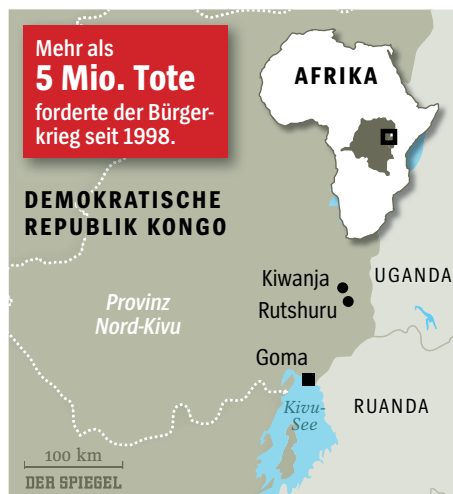 Mehr als
5 Mio. Tote
forderte der Bürger-
krieg seit 1998.
AFRIKA
DEMOKRATISCHE
REPUBLIK KONGO
Kiwanja
UGANDA
Provinz
Nord-Kivu
Rutshuru
Goma
Kivu-
See
RUANDA
100 km
DER SPIEGEL